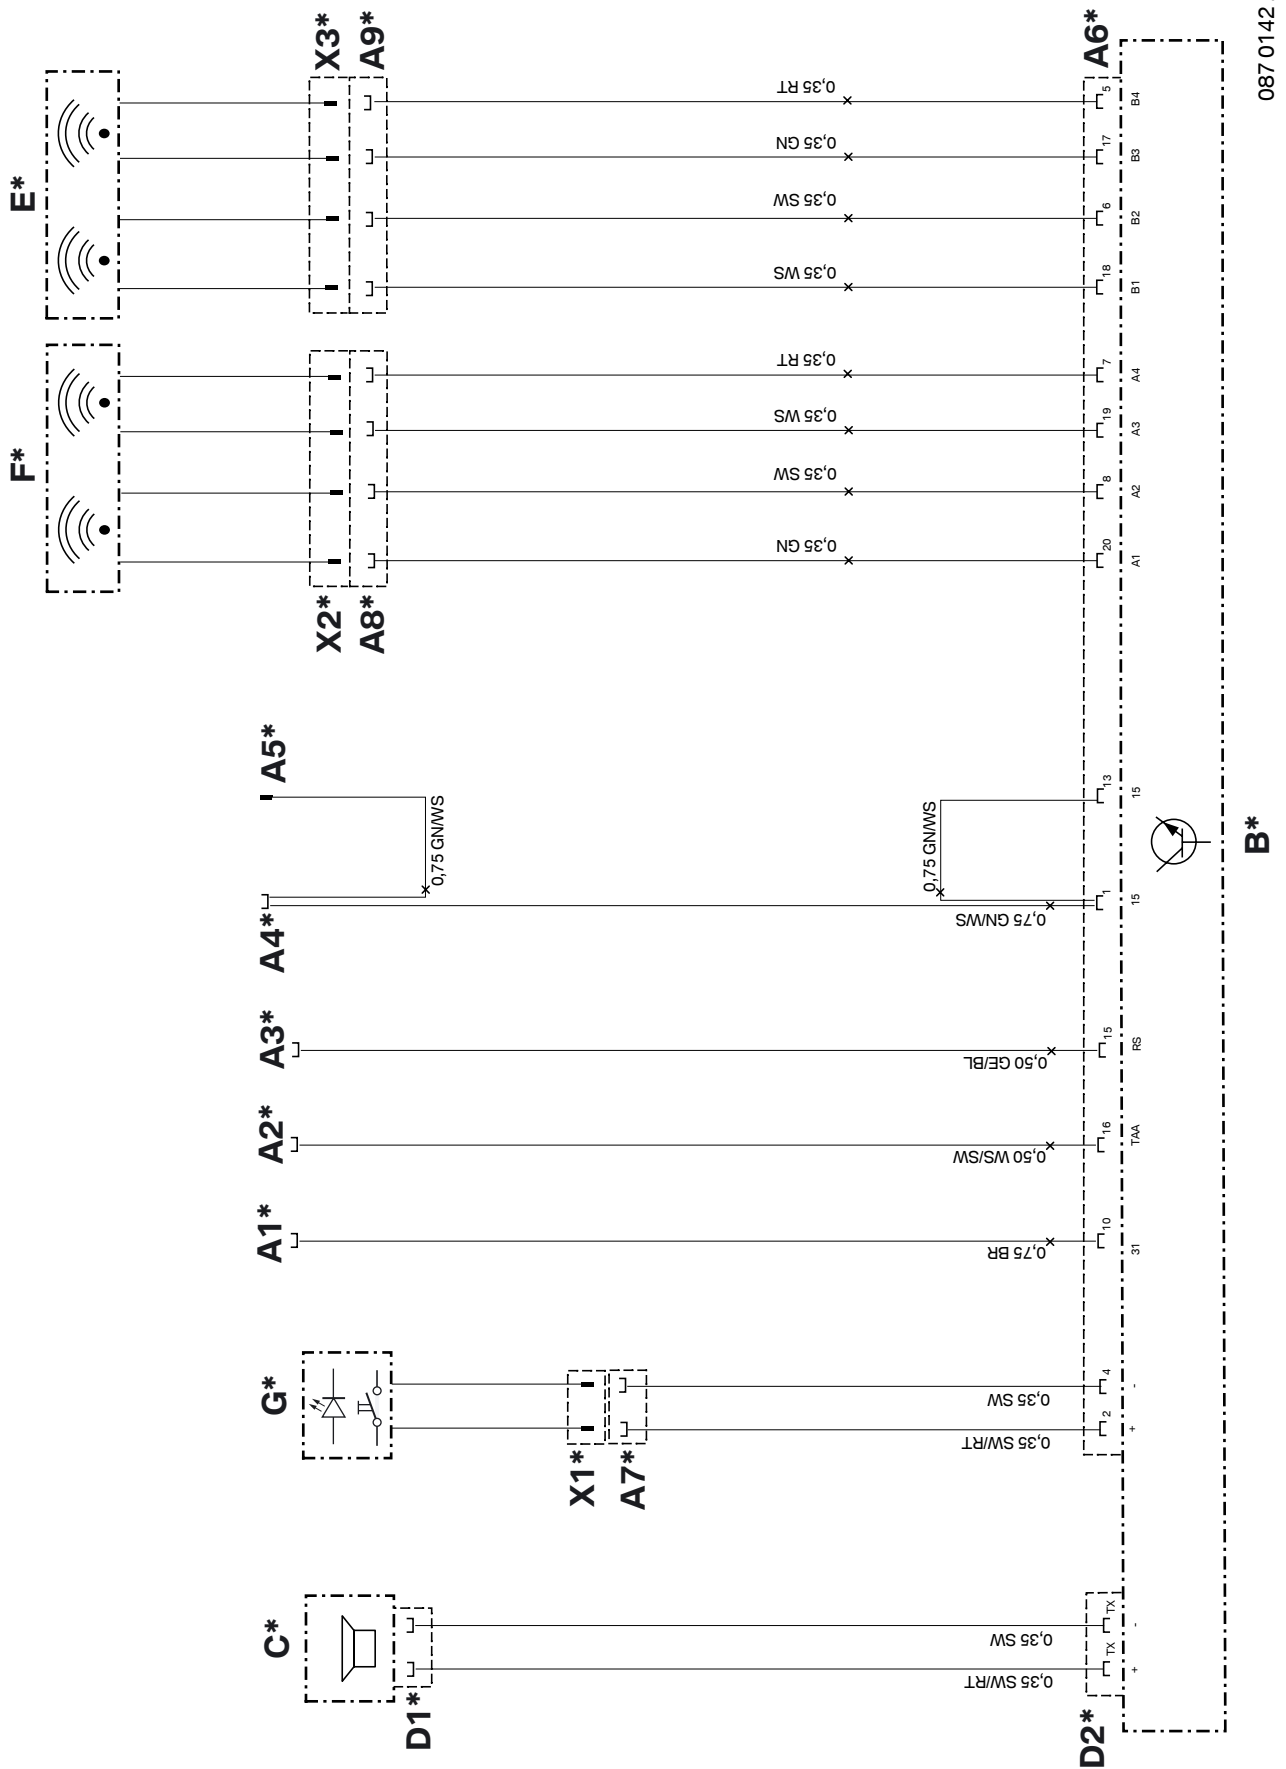 E*
X3*
A9*
A6*
0,35 RT
5
B4
0,35 GN
17
B3
0,35 SW
6
B2
0,35 WS
18
B1
F*
X2*
A8*
0,35 RT
7
A4
0,35 WS
19
A3
0,35 SW
8
A2
0,35 GN
20
A1
A5*
0,75 GN/WS
0,75 GN/WS
13
15
A4*
0,75 GN/WS
1
15
B*
A3*
0,50 GE/BL
15
RS
A2*
0,50 WS/SW
16
TAA
A1*
0,75 BR
10
31
G*
X1*
A7*
0,35 SW
4
-
0,35 SW/RT
2
+
C*
D1*
D2*
0,35 SW
TX
-
0,35 SW/RT
TX
+
087 0142